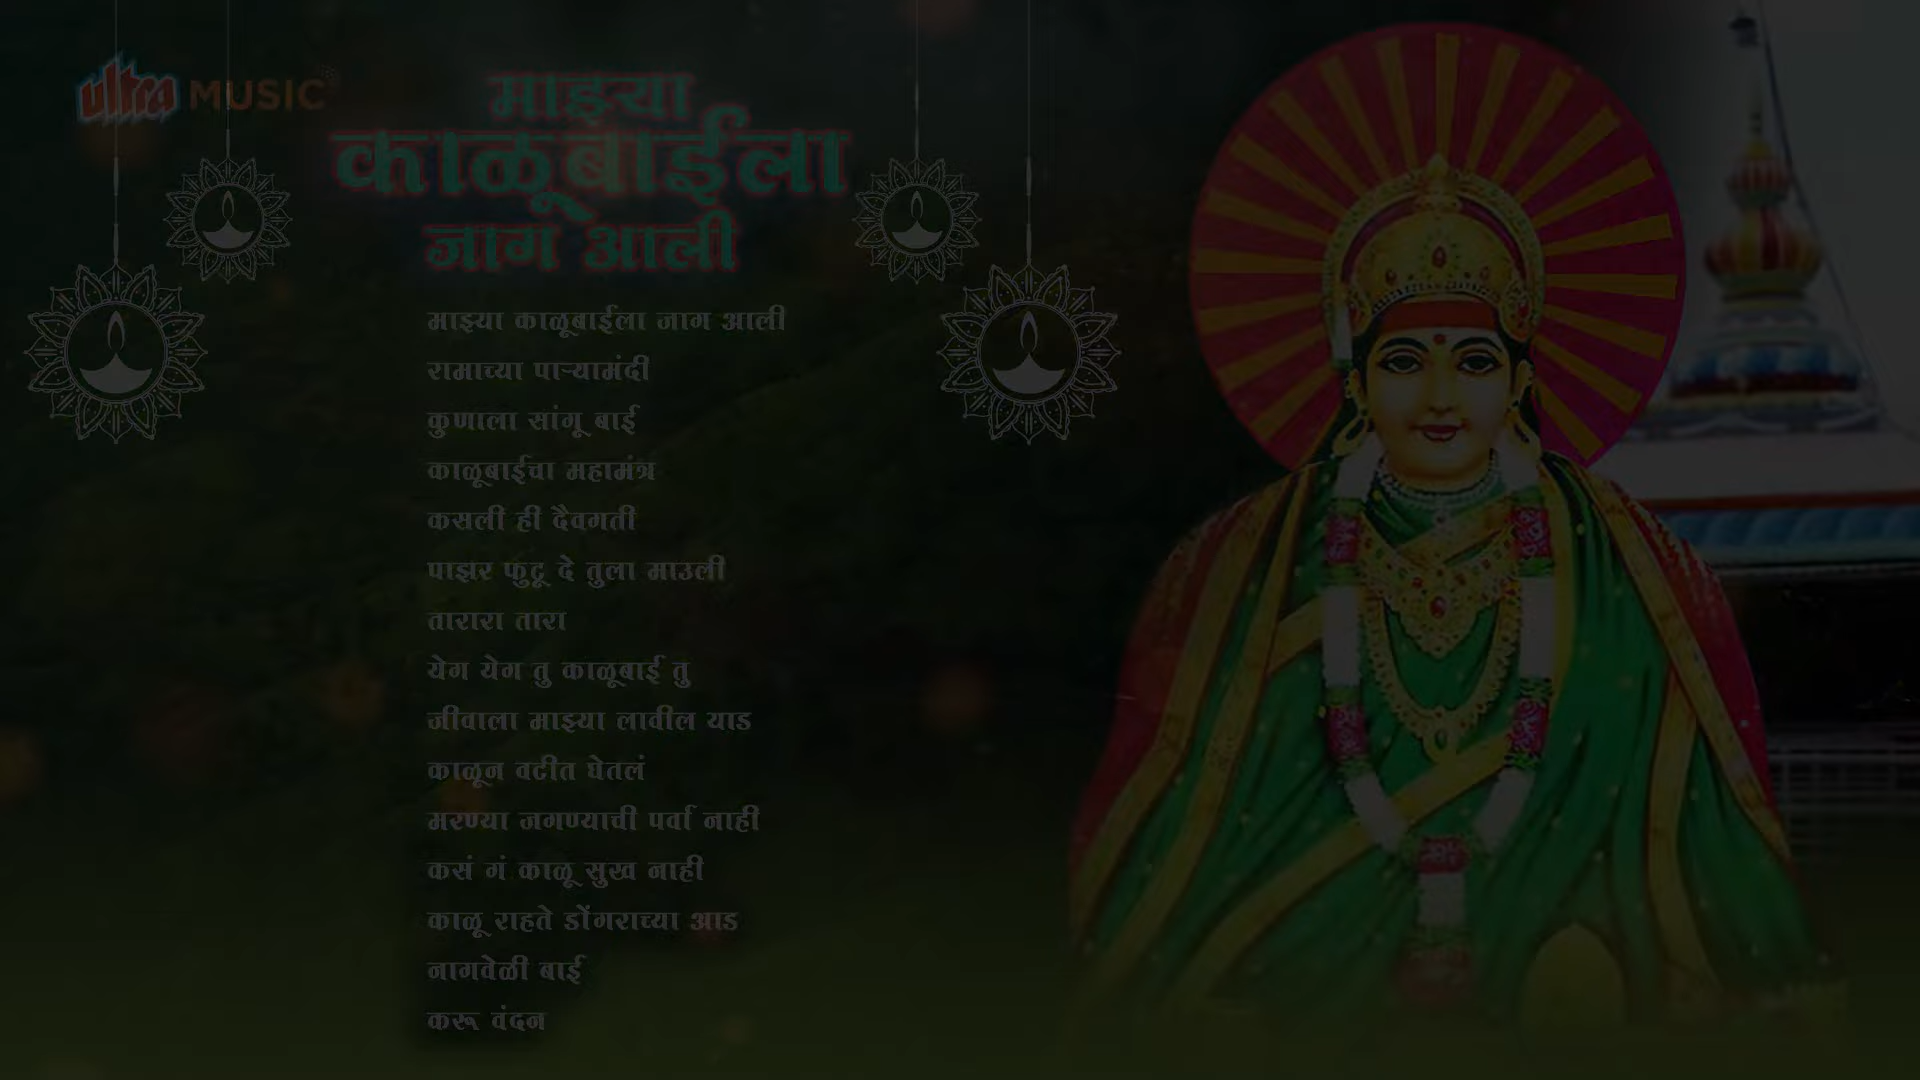 ultra MUSIC
माझ्या
काळूबाईला
जाग आली
माझ्या काळूबाईला जाग आली
रामाच्या पाऱ्यामंदी
कुणाला सांगू बाई
काळूबाईचा महामंत्र
कसली ही दैवगती
पाझर फुटू दे तुला माउली
तारारा तारा
येग येग तु काळूबाई तु
जीवाला माझ्या लावील याड
काळून वटीत घेतलं
मरण्या जगण्याची पर्वा नाही
कसं गं काळू सुख नाही
काळू राहते डोंगराच्या आड
नागवेळी बाई
करू वंदन